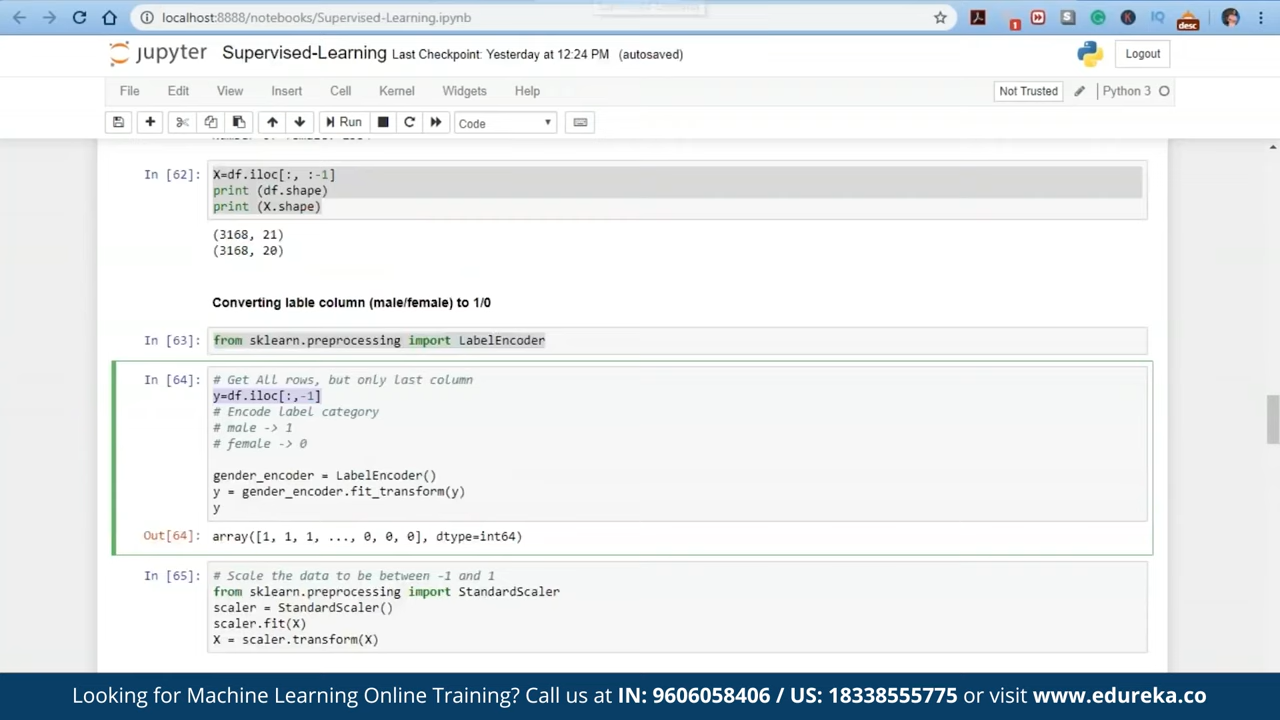 localhost:8888/notebooks/Supervised-Learning.ipynb
1
desc
jupyter Supervised-Learning Last Checkpoint: Yesterday at 12:24 PM (autosaved)
Logout
File Edit View Insert Cell Kernel Widgets Help
Not Trusted Python 3
Run Code
In [62]: X=df.iloc[:, :-1]
print (df.shape)
print (X.shape)
(3168, 21)
(3168, 20)
Converting lable column (male/female) to 1/0
In [63]: from sklearn.preprocessing import LabelEncoder
In [64]: # Get All rows, but only last column
y=df.iloc[:,-1]
# Encode label category
# male -> 1
# female -> 0
gender_encoder = LabelEncoder()
y = gender_encoder.fit_transform(y)
y
Out[64]: array([1, 1, 1, ..., 0, 0, 0], dtype=int64)
In [65]: # Scale the data to be between -1 and 1
from sklearn.preprocessing import StandardScaler
scaler = StandardScaler()
scaler.fit(X)
X = scaler.transform(X)
Looking for Machine Learning Online Training? Call us at IN: 9606058406 / US: 18338555775 or visit www.edureka.co